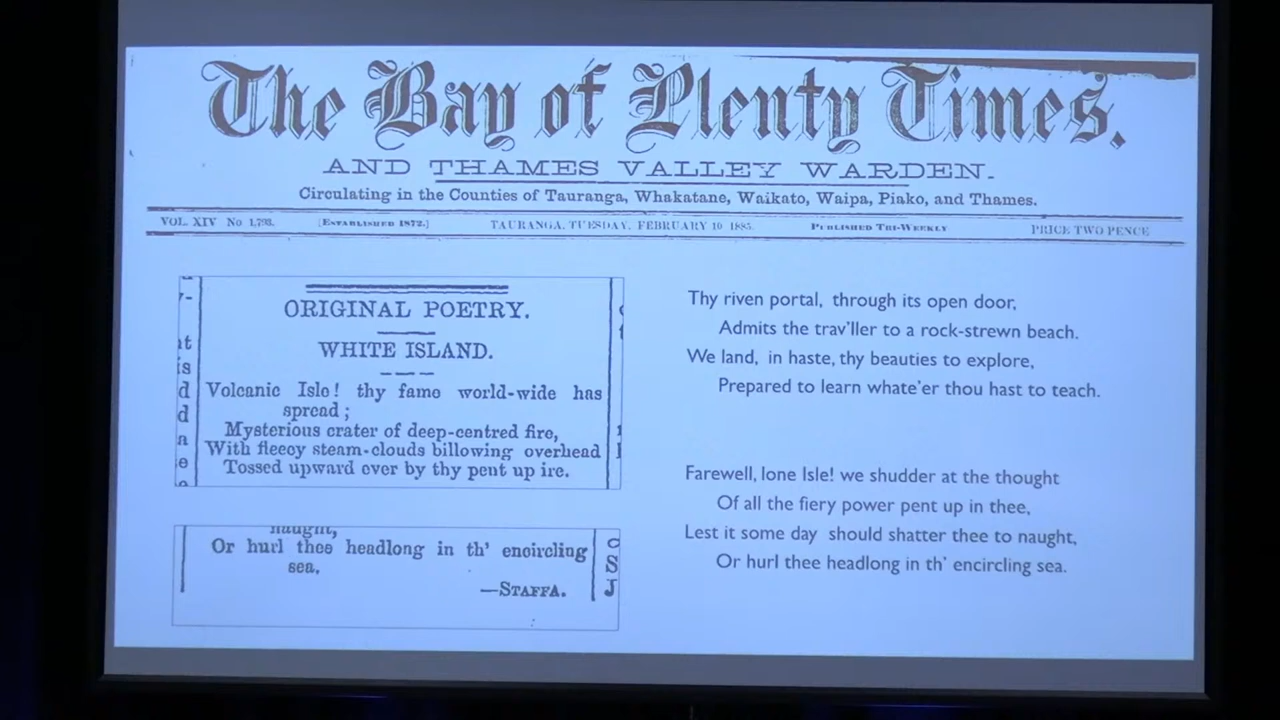 The Bay of Plenty Times.
AND THAMES VALLEY WARDEN.
Circulating in the Counties of Tauranga, Whakatane, Waikato, Waipa, Piako, and Thames.
VOL. XIV No 1,793. [ESTABLISHED 1872.] TAURANGA, TUESDAY, FEBRUARY 10 1885. PUBLISHED TRI-WEEKLY PRICE TWO PENCE
ORIGINAL POETRY.
WHITE ISLAND.
Volcanic Isle! thy fame world-wide has
spread;
Mysterious crater of deep-centred fire,
With fleecy steam-clouds billowing overhead
Tossed upward ever by thy pent up ire.
naught,
Or hurl thee headlong in th' encircling
sea,
—STAFFA.
Thy riven portal, through its open door,
Admits the trav'ller to a rock-strewn beach.
We land, in haste, thy beauties to explore,
Prepared to learn whate'er thou hast to teach.
Farewell, lone Isle! we shudder at the thought
Of all the fiery power pent up in thee,
Lest it some day should shatter thee to naught,
Or hurl thee headlong in th' encircling sea.